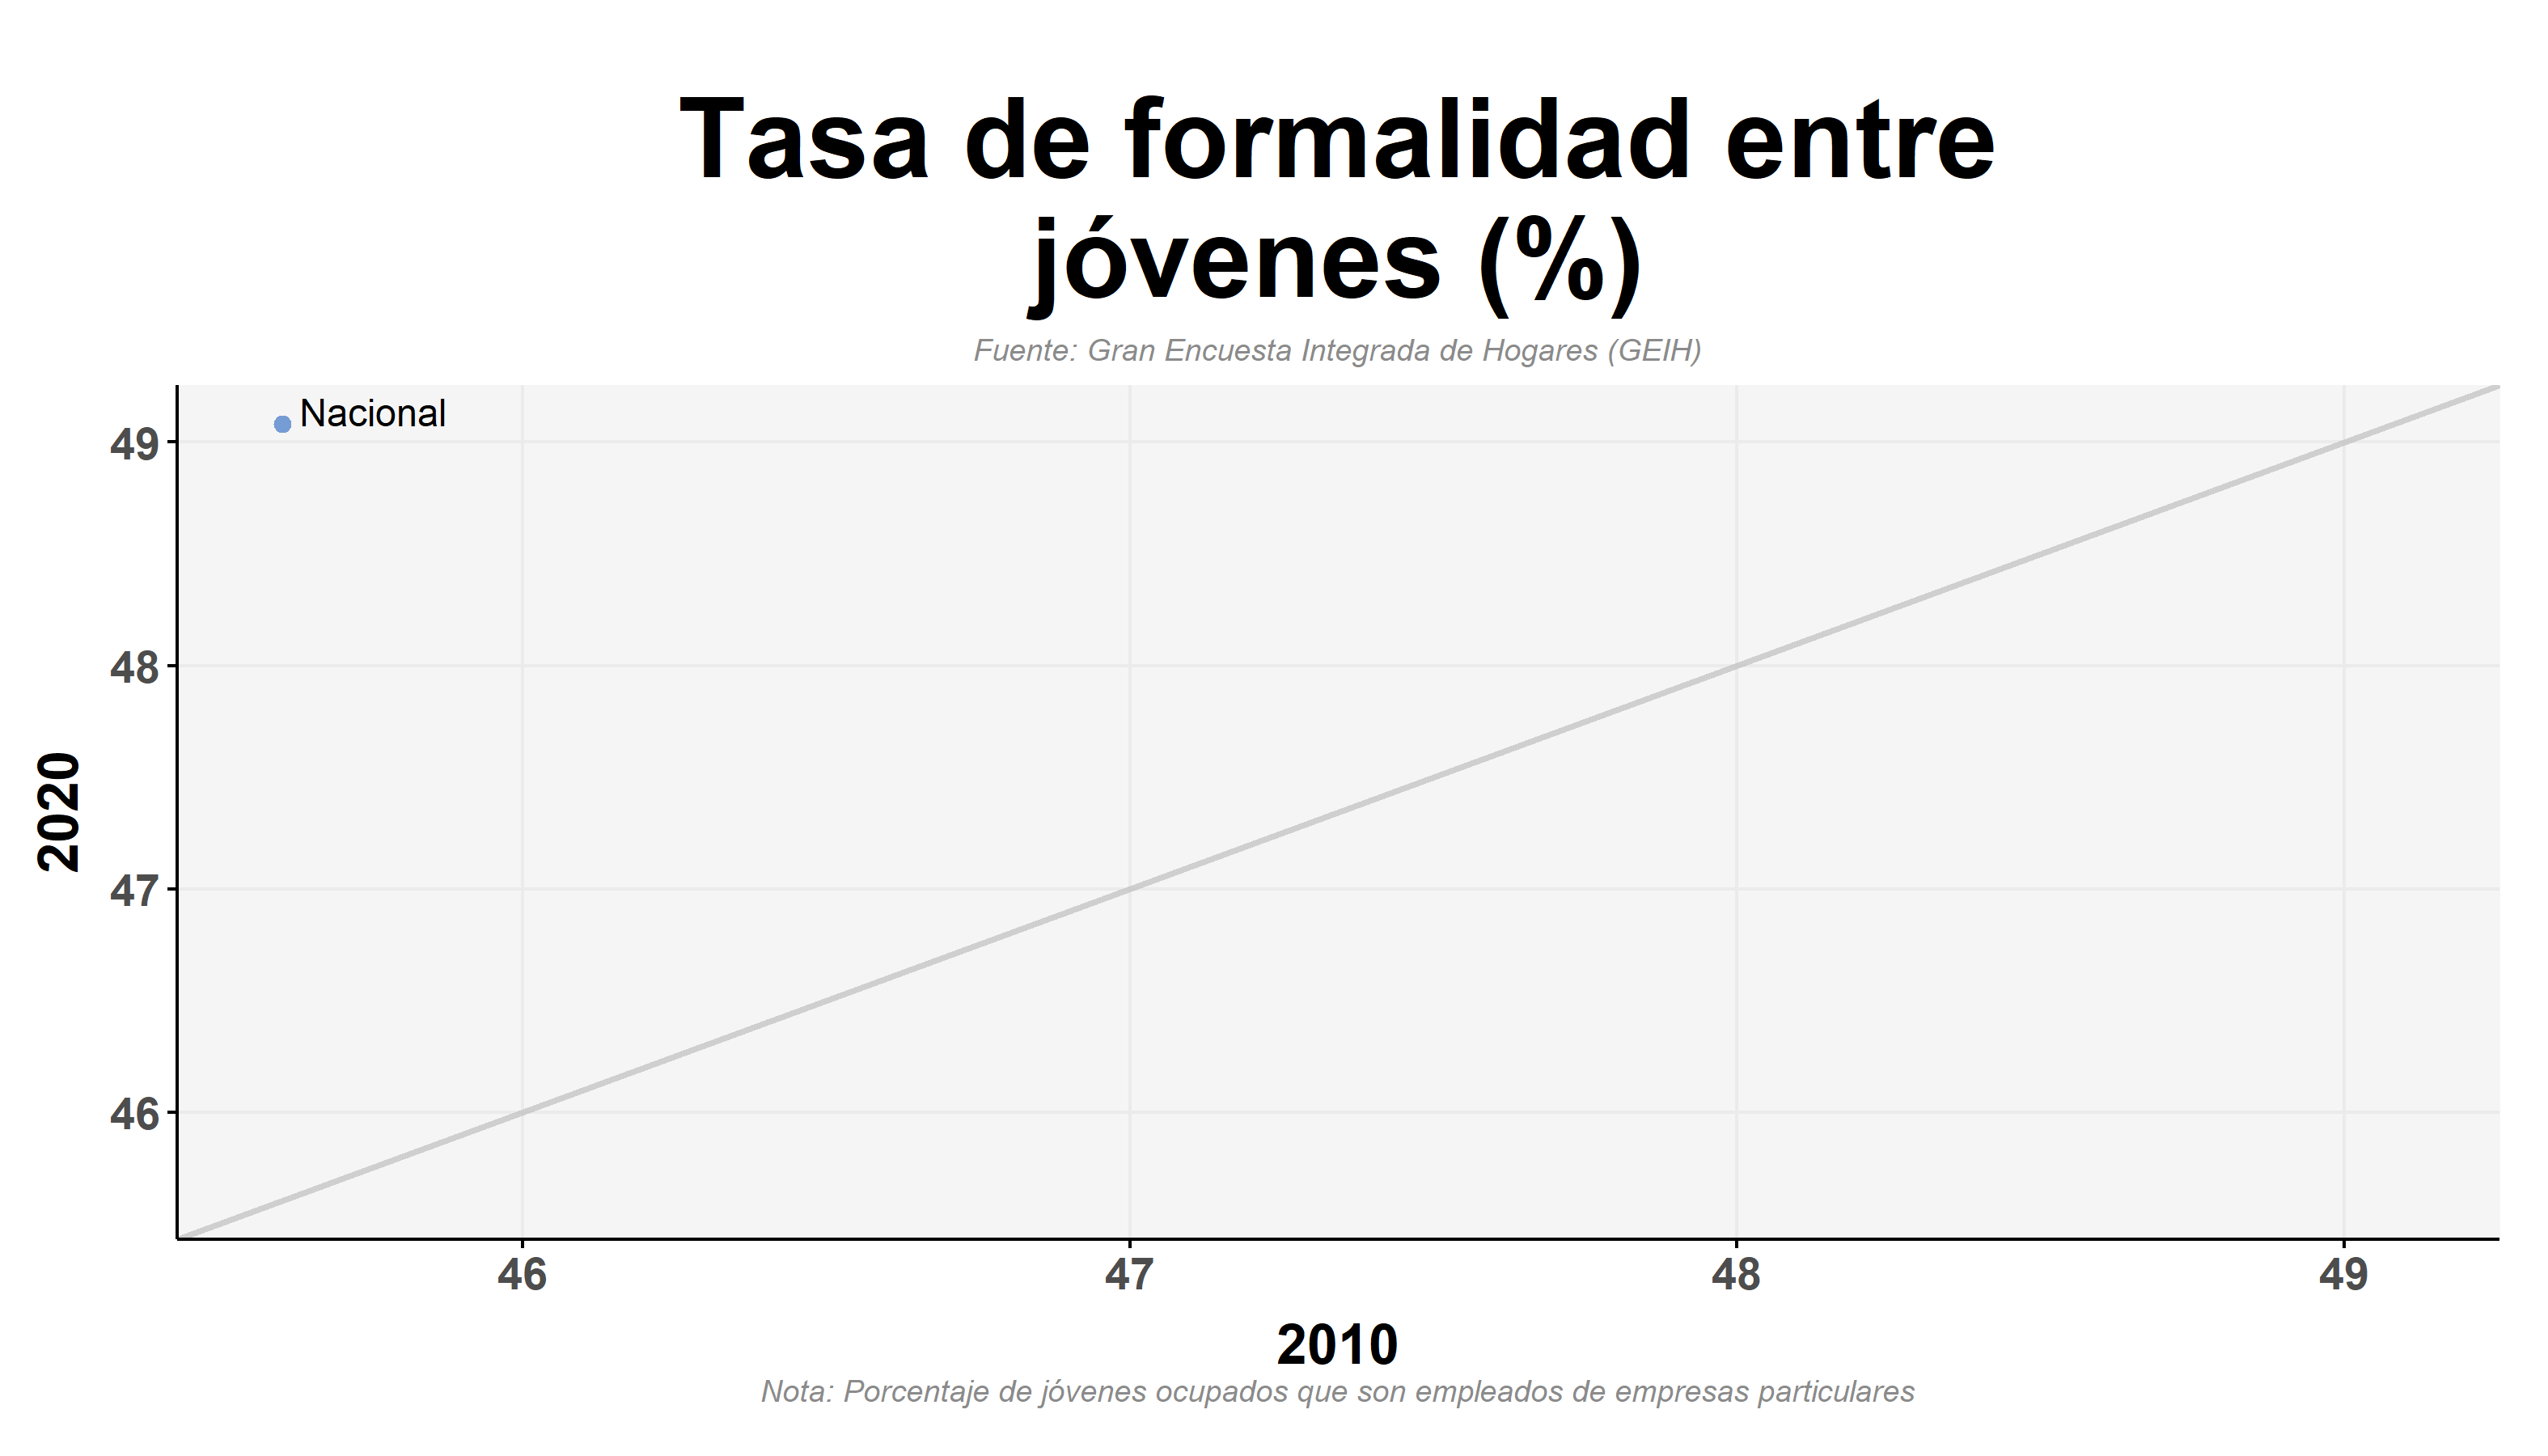 Tasa de formalidad entre
jóvenes (%)
Fuente: Gran Encuesta Integrada de Hogares (GEIH)
Nacional
49
48
47
46
2020
46 47 48 49
2010
Nota: Porcentaje de jóvenes ocupados que son empleados de empresas particulares